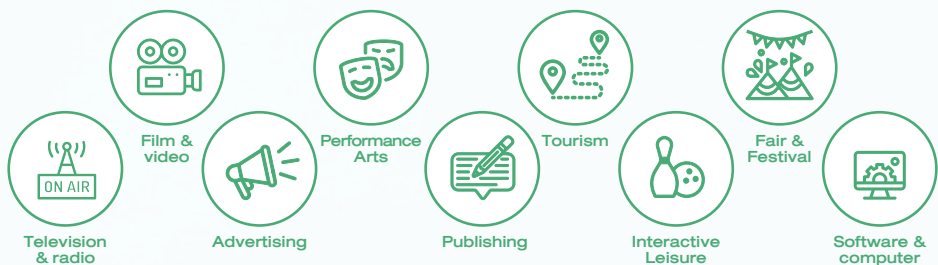 Film &
video
Performance
Arts
Tourism
Fair &
Festival
ON AIR
Television
& radio
Advertising
Publishing
Interactive
Leisure
Software &
computer